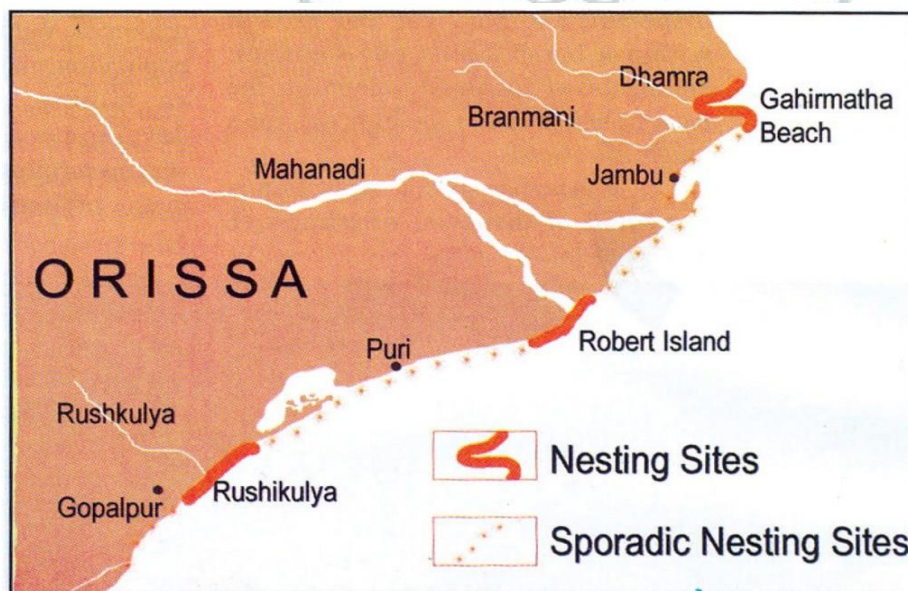 Dhamra
Gahirmatha
Beach
Branmani
Jambu
Mahanadi
ORISSA
Robert Island
Puri
Rushkulya
Nesting Sites
Rushikulya
Gopalpur
Sporadic Nesting Sites